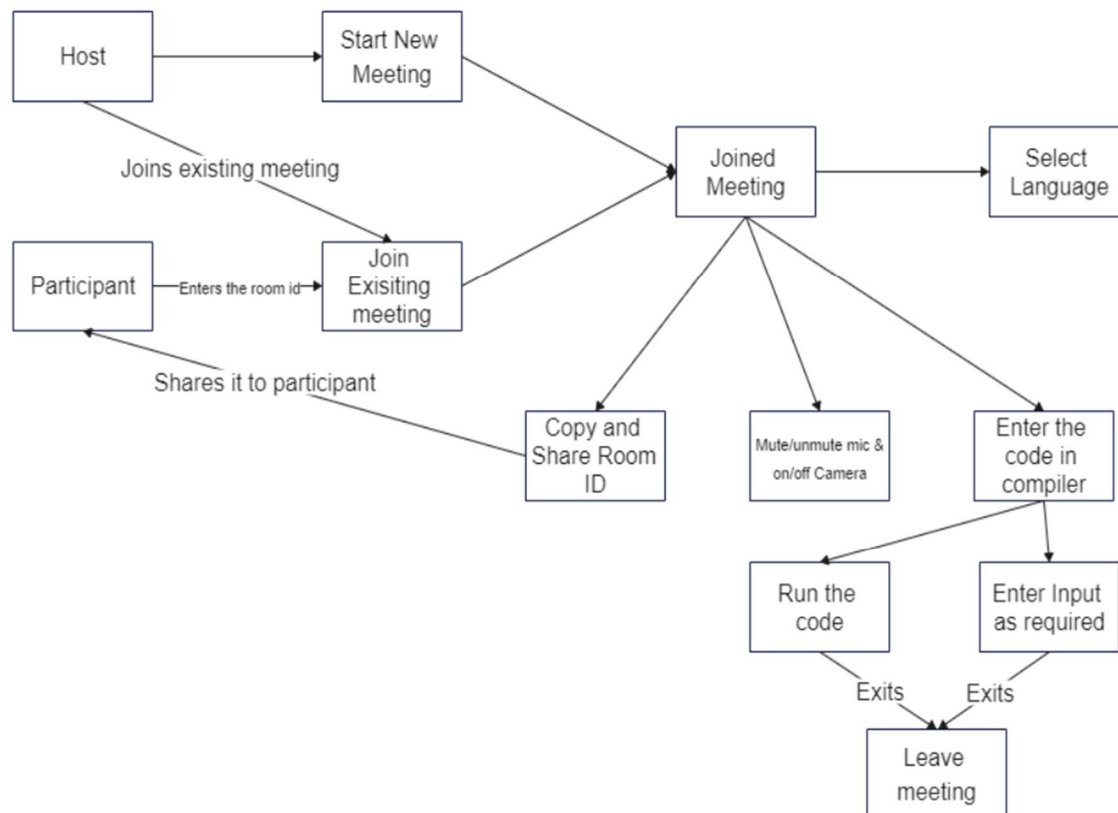 Host
Start New
Meeting
Joins existing meeting
Joined
Meeting
Select
Language
Participant
Enters the room id
Join
Exisiting
meeting
Shares it to participant
Copy and
Share Room
ID
Mute/unmute mic &
on/off Camera
Enter the
code in
compiler
Run the
code
Enter Input
as required
Exits
Exits
Leave
meeting